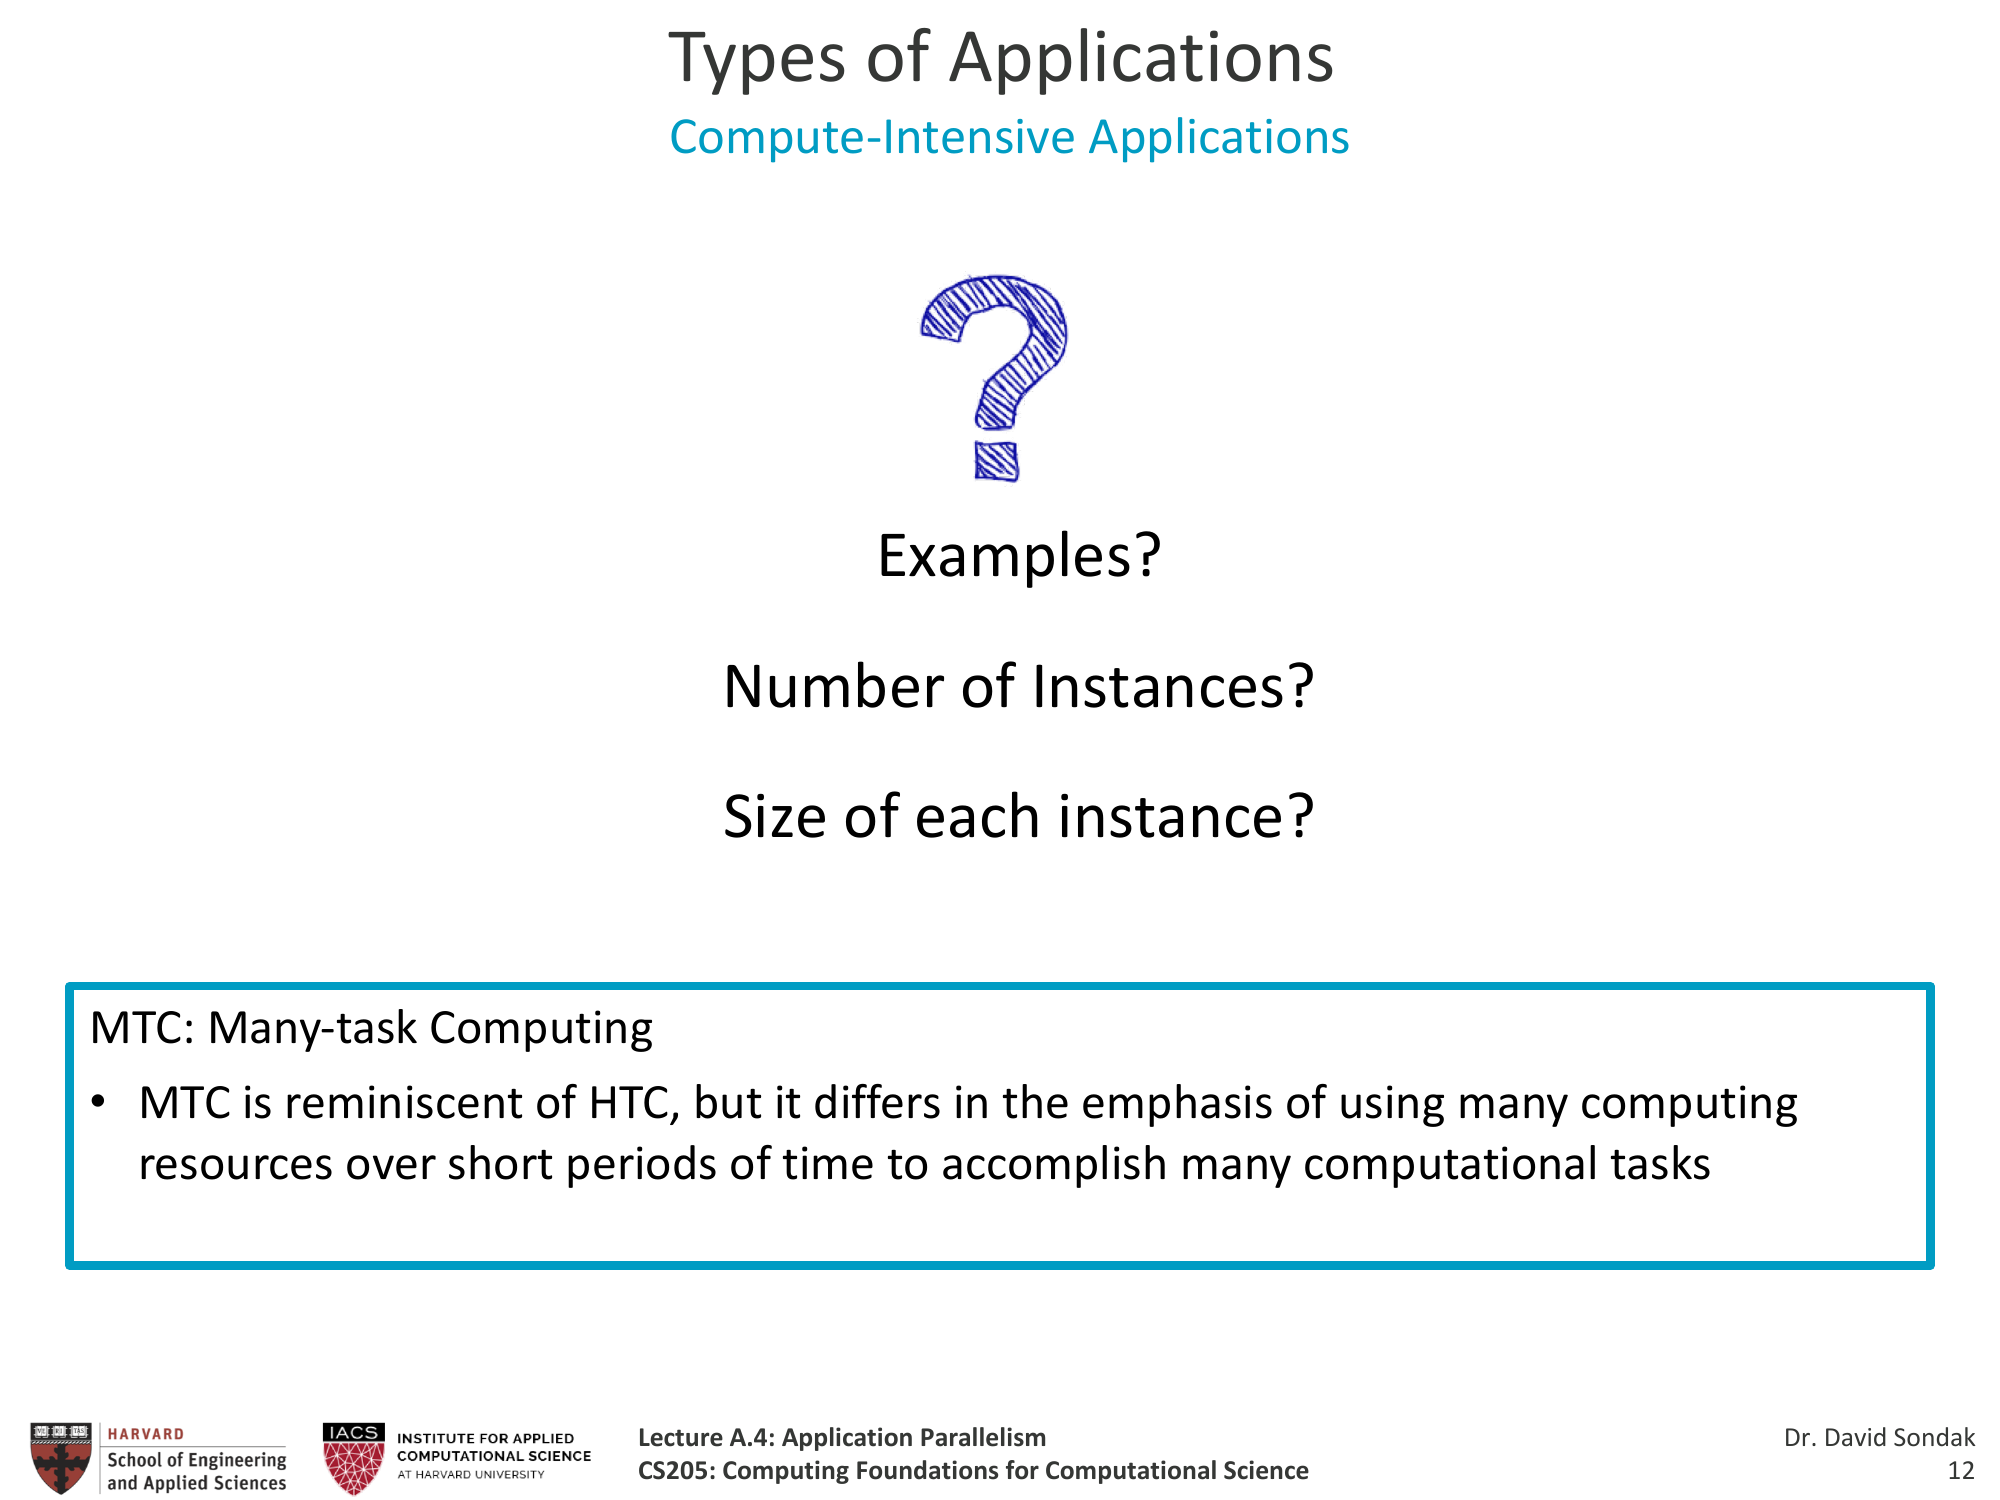 Types of Applications
Compute-Intensive Applications
Examples?
Number of Instances?
Size of each instance?
MTC: Many-task Computing
• MTC is reminiscent of HTC, but it differs in the emphasis of using many computing
resources over short periods of time to accomplish many computational tasks
HARVARD
School of Engineering
and Applied Sciences
IACS
INSTITUTE FOR APPLIED
COMPUTATIONAL SCIENCE
AT HARVARD UNIVERSITY
Lecture A.4: Application Parallelism
CS205: Computing Foundations for Computational Science
Dr. David Sondak
12